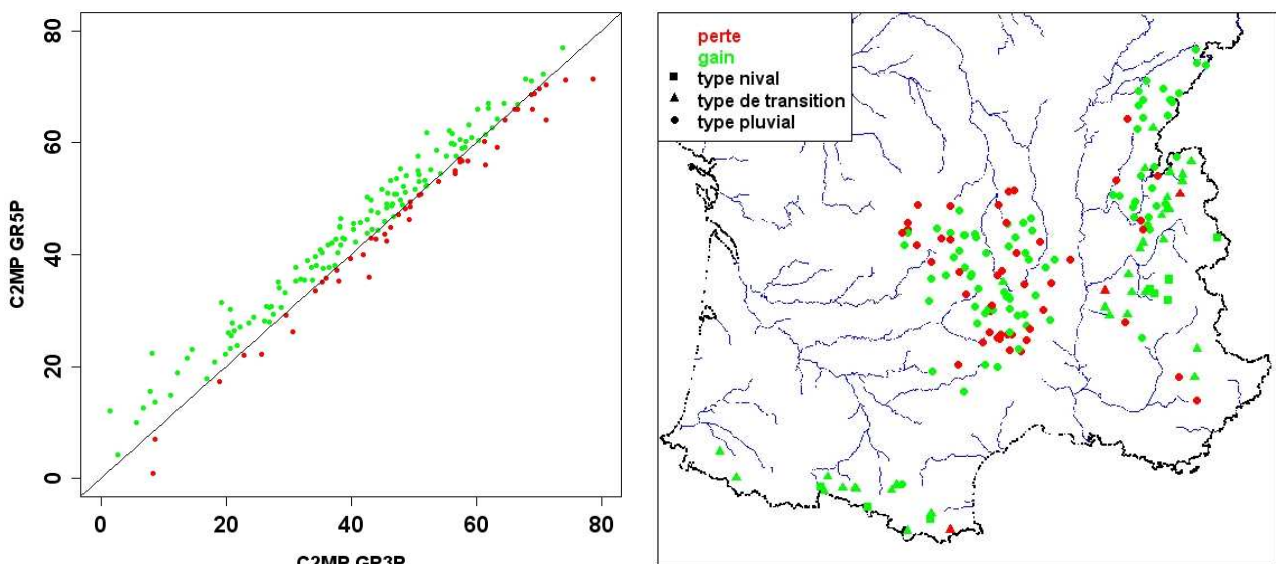 80
60
40
20
0
C2MP GR5P
0 20 40 60 80
C2MP GR3P
perte
gain
type nival
type de transition
type pluvial